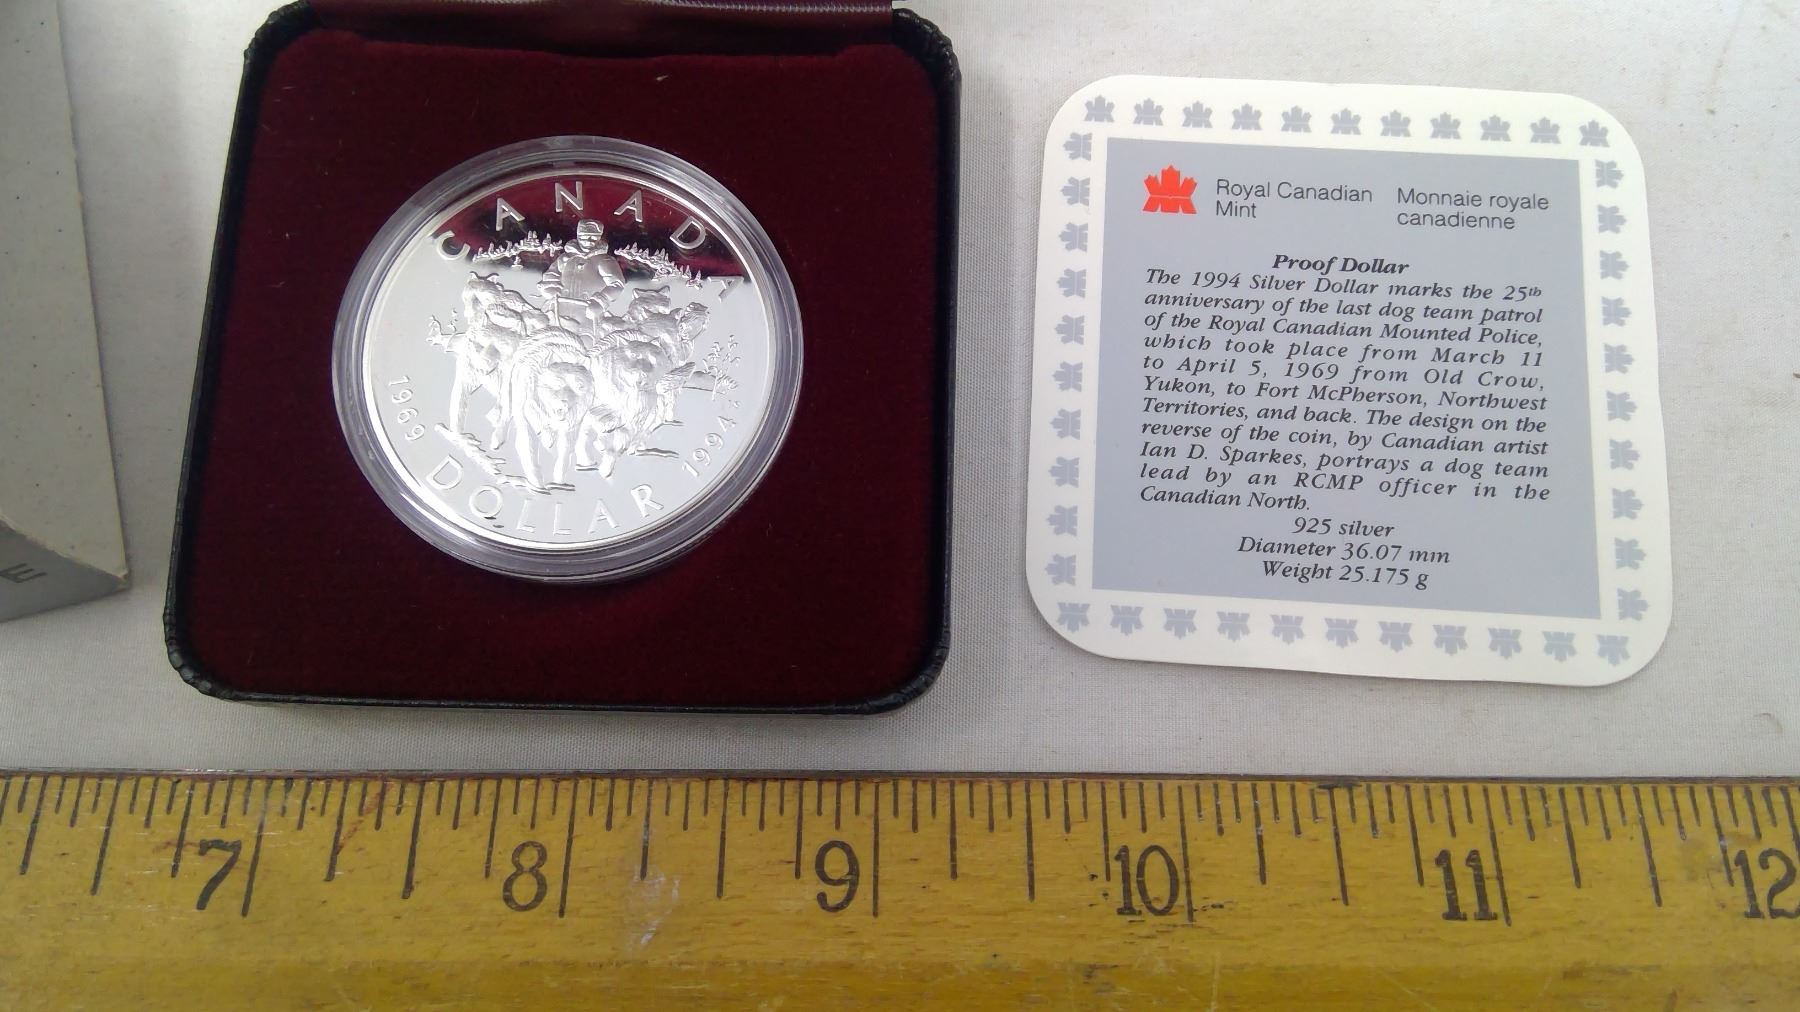 CANADA
1969
DOLLAR
1994
Royal Canadian Mint
Monnaie royale canadienne
Proof Dollar
The 1994 Silver Dollar marks the 25th
anniversary of the last dog team patrol
of the Royal Canadian Mounted Police,
which took place from March 11
to April 5, 1969 from Old Crow,
Yukon, to Fort McPherson, Northwest
Territories, and back. The design on the
reverse of the coin, by Canadian artist
Ian D. Sparkes, portrays a dog team
lead by an RCMP officer in the
Canadian North.
925 silver
Diameter 36.07 mm
Weight 25.175 g
7 8 9 10 11 12